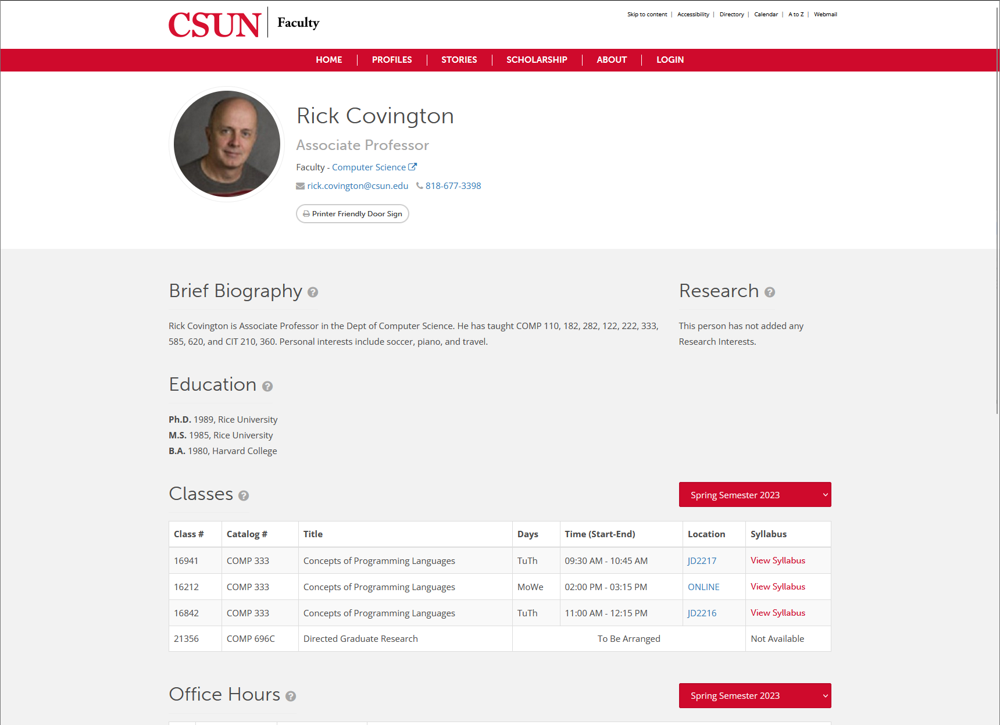 CSUN Faculty
Skip to content | Accessibility | Directory | Calendar | A to Z | Webmail
HOME PROFILES STORIES SCHOLARSHIP ABOUT LOGIN
Rick Covington
Associate Professor
Faculty - Computer Science
rick.covington@csun.edu 818-677-3398
Printer Friendly Door Sign
Brief Biography ?
Rick Covington is Associate Professor in the Dept of Computer Science. He has taught COMP 110, 182, 282, 122, 222, 333,
585, 620, and CIT 210, 360. Personal interests include soccer, piano, and travel.
Research ?
This person has not added any
Research Interests.
Education ?
Ph.D. 1989, Rice University
M.S. 1985, Rice University
B.A. 1980, Harvard College
Classes ?
Spring Semester 2023
Class # Catalog # Title Days Time (Start-End) Location Syllabus
16941 COMP 333 Concepts of Programming Languages TuTh 09:30 AM - 10:45 AM JD2217 View Syllabus
16212 COMP 333 Concepts of Programming Languages MoWe 02:00 PM - 03:15 PM ONLINE View Syllabus
16842 COMP 333 Concepts of Programming Languages TuTh 11:00 AM - 12:15 PM JD2216 View Syllabus
21356 COMP 696C Directed Graduate Research To Be Arranged Not Available
Office Hours ?
Spring Semester 2023